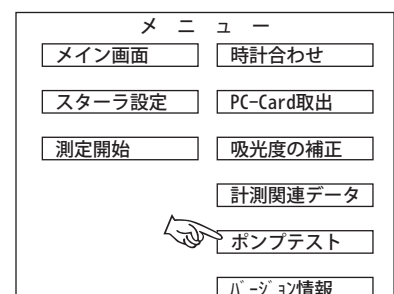 メニュー
メイン画面
時計合わせ
スターラ設定
PC-Card取出
測定開始
吸光度の補正
計測関連データ
ポンプテスト
ﾊﾞｰｼﾞｮﾝ情報